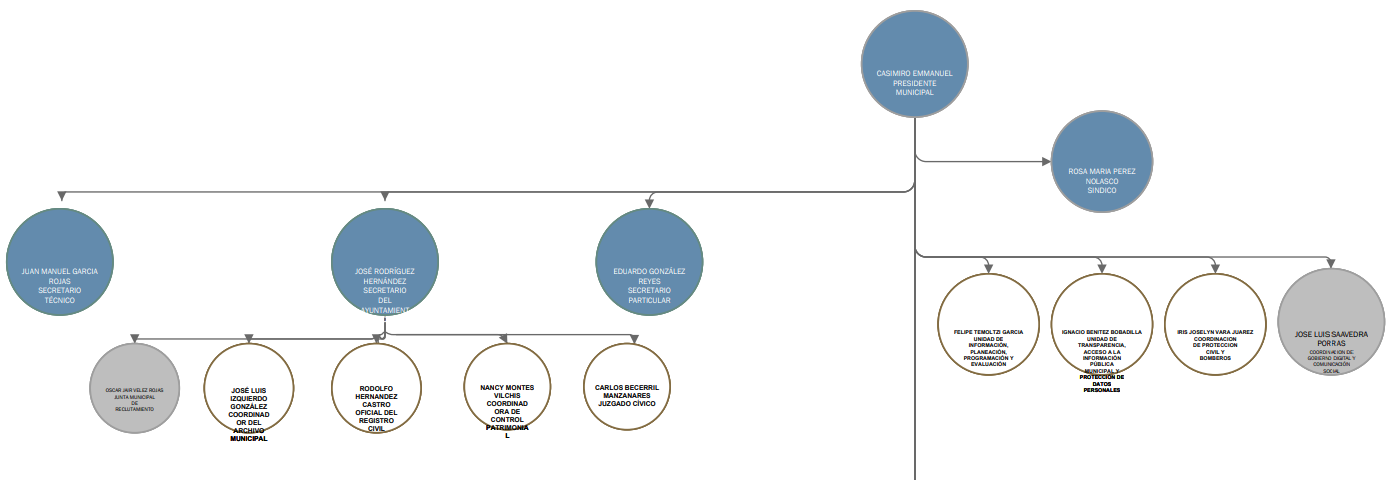 CASIMIRO EMMANUEL
PRESIDENTE
MUNICIPAL
ROSA MARIA PEREZ
NOLASCO
SINDICO
JUAN MANUEL GARCIA
ROJAS
SECRETARIO
TÉCNICO
JOSÉ RODRÍGUEZ
HERNÁNDEZ
SECRETARIO
DEL
AYUNTAMIENT
EDUARDO GONZÁLEZ
REYES
SECRETARIO
PARTICULAR
FELIPE TEMOLTZI GARCIA
UNIDAD DE
INFORMACIÓN,
PLANEACIÓN,
PROGRAMACIÓN Y
EVALUACIÓN
IGNACIO BENITEZ BOBADILLA
UNIDAD DE
TRANSPARENCIA,
ACCESO A LA
INFORMACIÓN
PÚBLICA
MUNICIPAL Y
PROTECCIÓN DE
DATOS
PERSONALES
IRIS JOSELYN VARA JUAREZ
COORDINACION
DE PROTECCION
CIVIL Y
BOMBEROS
JOSE LUIS SAAVEDRA
PORRAS
COORDINACION DE
GOBIERNO DIGITAL Y
COMUNICACIÓN
SOCIAL
OSCAR JAIR VELEZ ROJAS
JUNTA MUNICIPAL
DE
RECLUTAMIENTO
JOSÉ LUIS
IZQUIERDO
GONZÁLEZ
COORDINAD
OR DEL
ARCHIVO
MUNICIPAL
RODOLFO
HERNANDEZ
CASTRO
OFICIAL DEL
REGISTRO
CIVIL
NANCY MONTES
VILCHIS
COORDINAD
ORA DE
CONTROL
PATRIMONIA
L
CARLOS BECERRIL
MANZANARES
JUZGADO CÍVICO